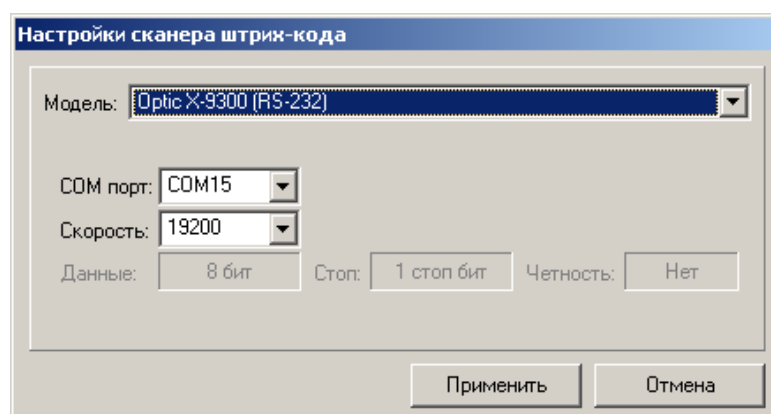 Настройки сканера штрих-кода
Модель: Optic X-9300 (RS-232)
COM порт: COM15
Скорость: 19200
Данные: 8 бит Стоп: 1 стоп бит Четность: Нет
Применить Отмена